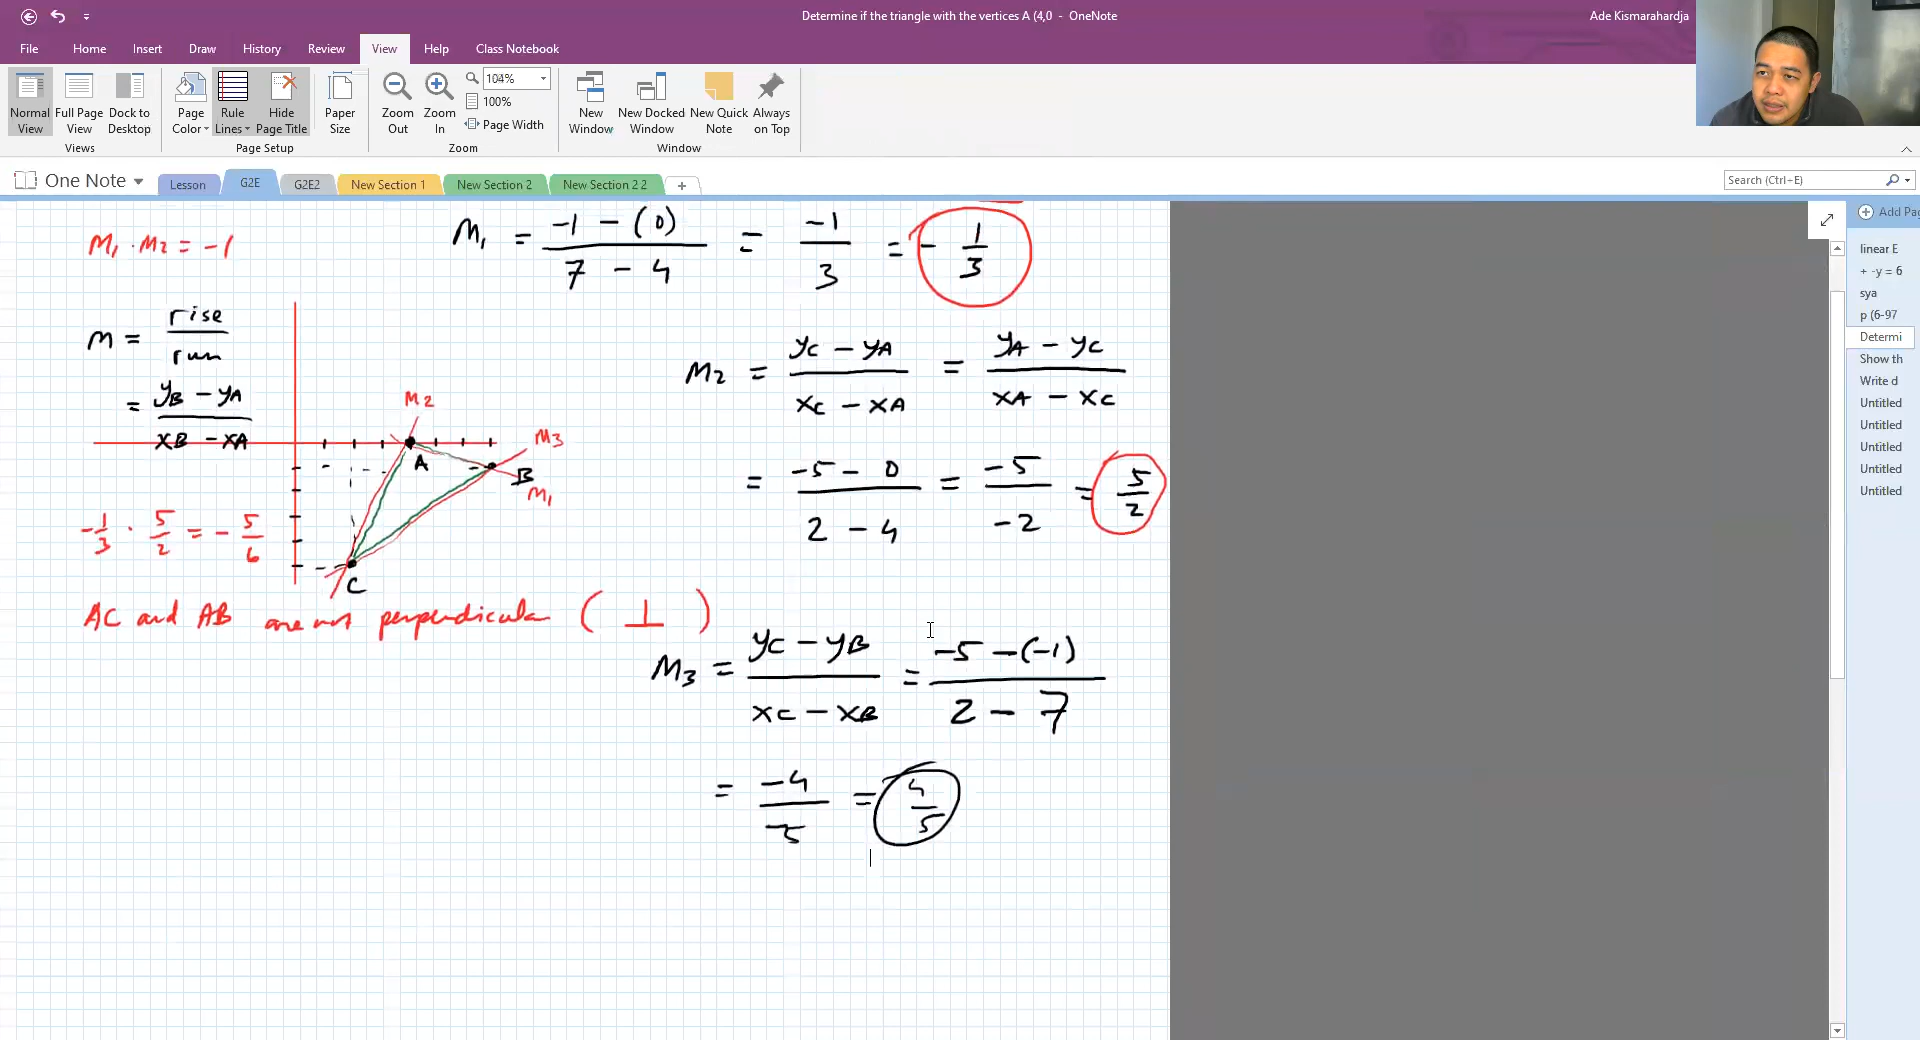 Determine if the triangle with the vertices A (4,0 - OneNote
Ade Kismarahardja
File Home Insert Draw History Review View Help Class Notebook
Normal View
Full Page View
Dock to Desktop
Page Color
Rule Lines
Hide Page Title
Paper Size
Zoom Out
Zoom In
104%
100%
Page Width
New Window
New Docked Window
New Quick Note
Always on Top
Views
Page Setup
Zoom
Window
One Note
Lesson
G2E
G2E2
New Section 1
New Section 2
New Section 2 2
+
Search (Ctrl+E)
Add Pag
linear E
+ -y = 6
sya
p (6-97
Determi
Show th
Write d
Untitled
Untitled
Untitled
Untitled
Untitled
M₁ · M₂ = -1
M₁ = -1 - (0) / 7 - 4 = -1 / 3 = - 1/3
m = rise / run
= yB - yA / xB - xA
M₂ = yC - yA / xC - xA = yA - yC / xA - xC
= -5 - 0 / 2 - 4 = -5 / -2 = 5/2
M2
M3
A
B
M₁
C
-1/3 · 5/2 = - 5/6
AC and AB are not perpendicular ( ⊥ )
M₃ = yC - yB / xC - xB = -5 - (-1) / 2 - 7
= -4 / -5 = 4/5